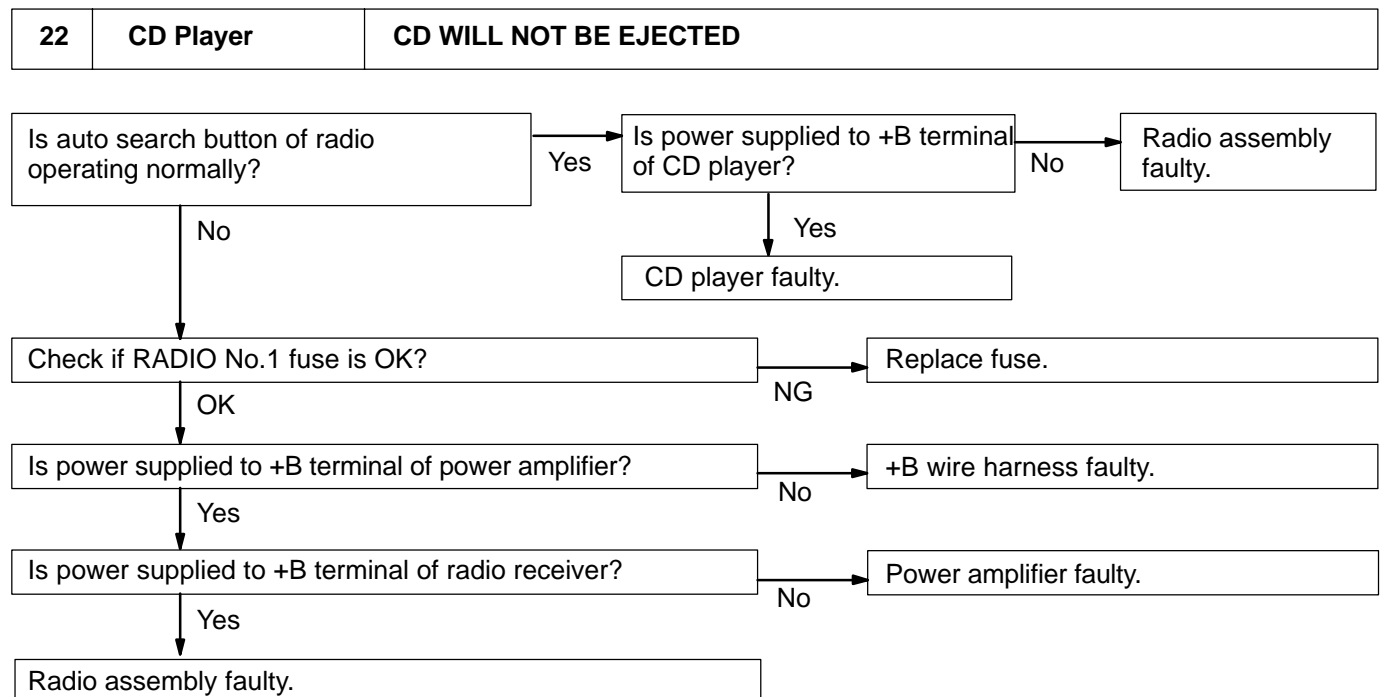 22 CD Player CD WILL NOT BE EJECTED
Is auto search button of radio
operating normally?
Yes
Is power supplied to +B terminal
of CD player?
No
Radio assembly
faulty.
No
Yes
CD player faulty.
Check if RADIO No.1 fuse is OK?
NG
Replace fuse.
OK
Is power supplied to +B terminal of power amplifier?
No
+B wire harness faulty.
Yes
Is power supplied to +B terminal of radio receiver?
No
Power amplifier faulty.
Yes
Radio assembly faulty.